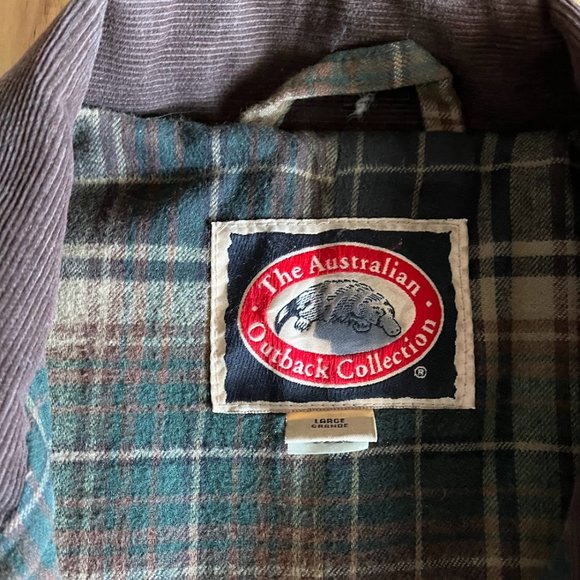 The Australian
Outback Collection
®
LARGE
GRANDE